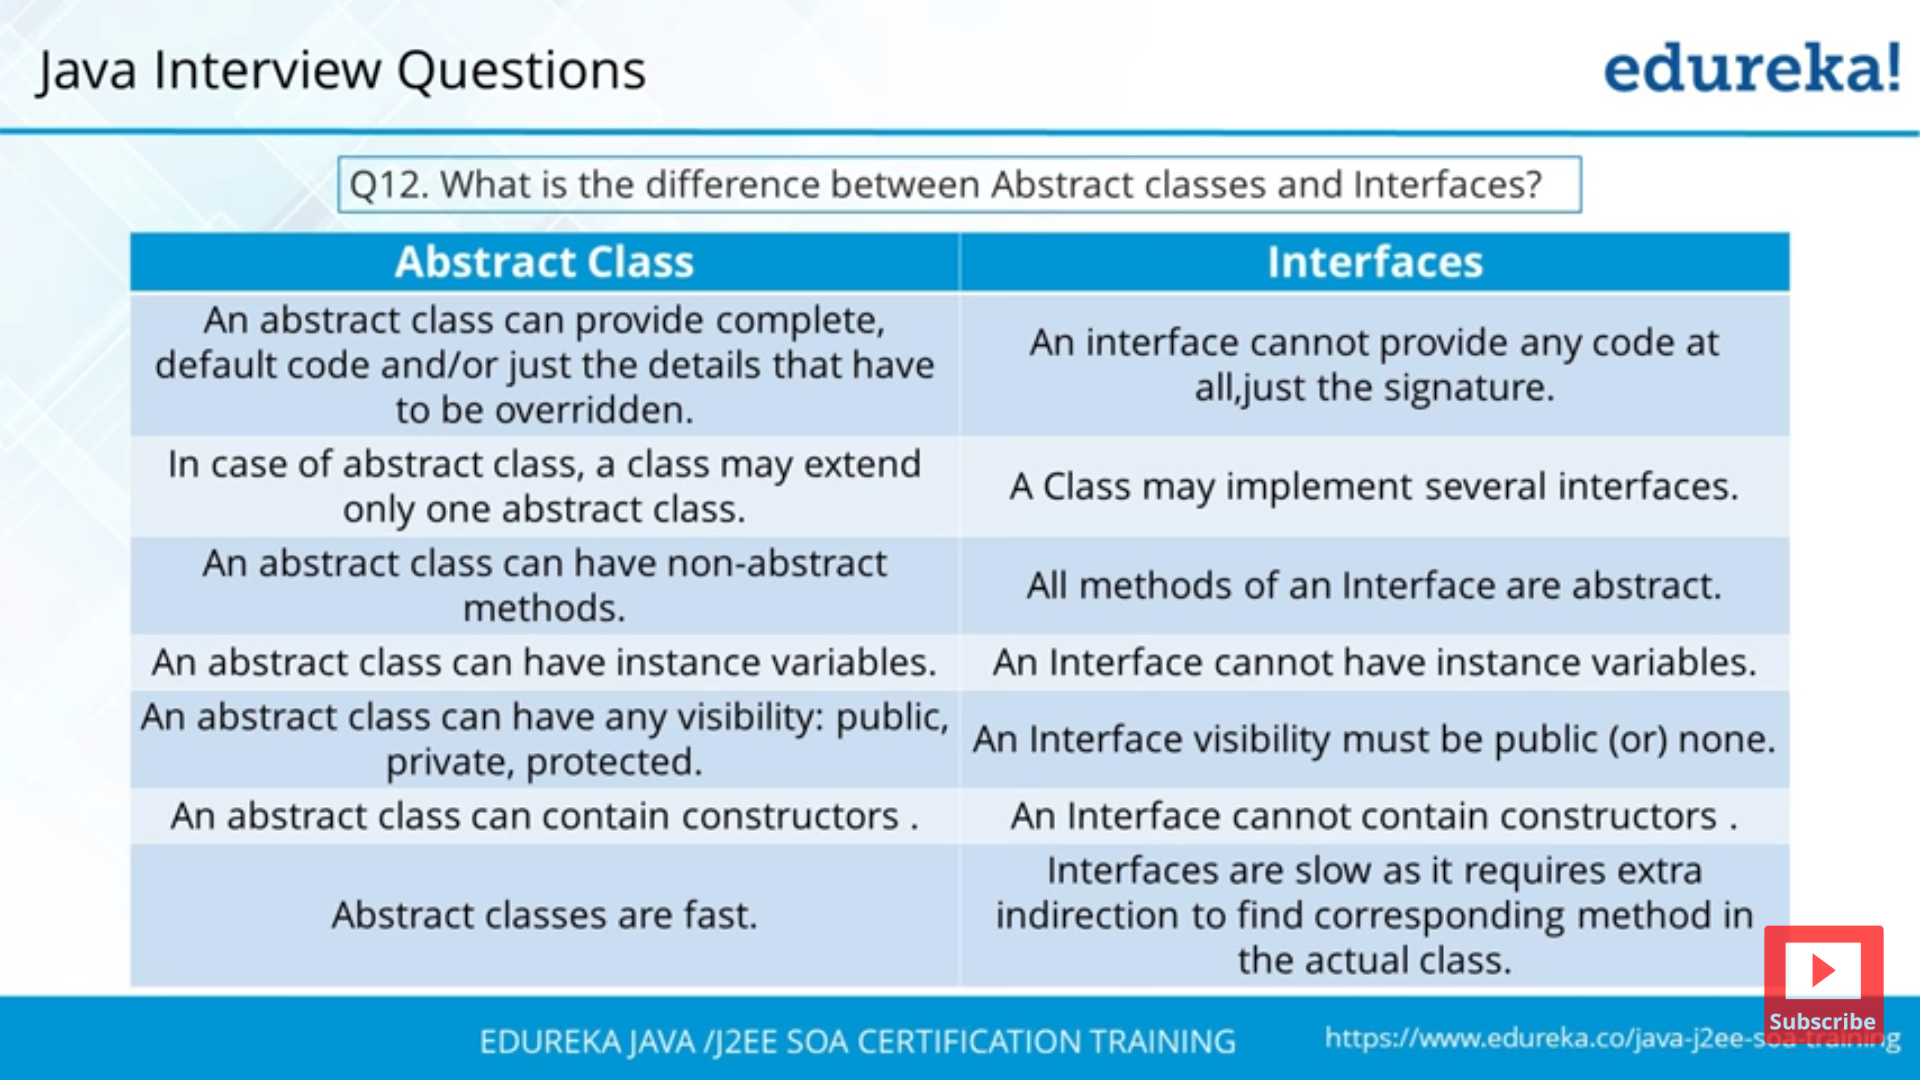 Java Interview Questions
edureka!
Q12. What is the difference between Abstract classes and Interfaces?
Abstract Class
Interfaces
An abstract class can provide complete,
default code and/or just the details that have
to be overridden.
An interface cannot provide any code at
all,just the signature.
In case of abstract class, a class may extend
only one abstract class.
A Class may implement several interfaces.
An abstract class can have non-abstract
methods.
All methods of an Interface are abstract.
An abstract class can have instance variables.
An Interface cannot have instance variables.
An abstract class can have any visibility: public,
private, protected.
An Interface visibility must be public (or) none.
An abstract class can contain constructors .
An Interface cannot contain constructors .
Abstract classes are fast.
Interfaces are slow as it requires extra
indirection to find corresponding method in
the actual class.
Subscribe
EDUREKA JAVA /J2EE SOA CERTIFICATION TRAINING
https://www.edureka.co/java-j2ee-soa-training